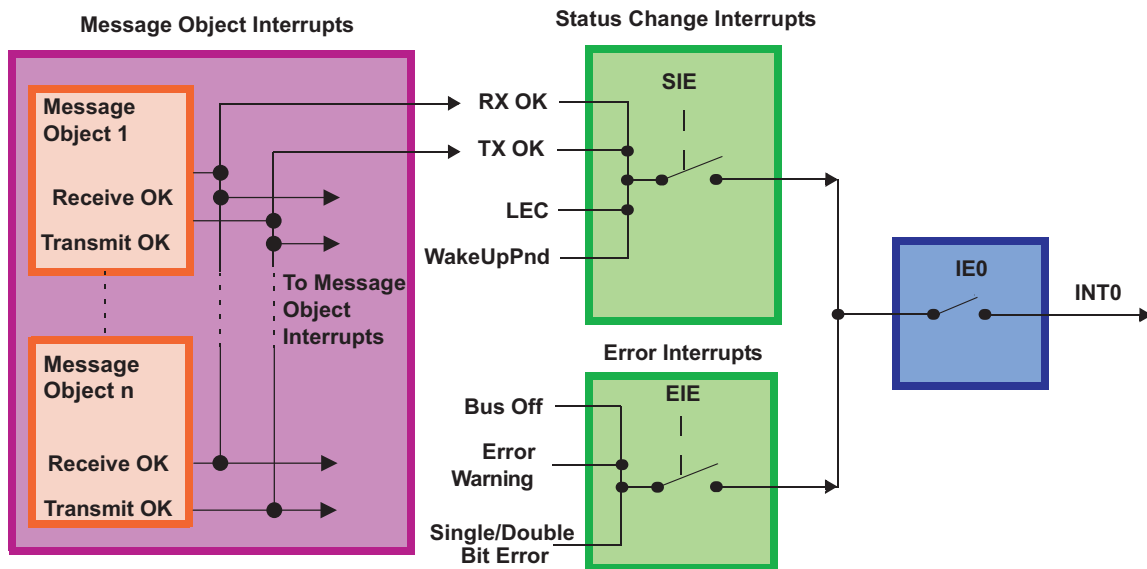 Message Object Interrupts
Status Change Interrupts
Message
Object 1
Receive OK
Transmit OK
To Message
Object
Interrupts
Message
Object n
Receive OK
Transmit OK
RX OK
TX OK
LEC
WakeUpPnd
SIE
Error Interrupts
Bus Off
Error
Warning
Single/Double
Bit Error
EIE
IE0
INT0